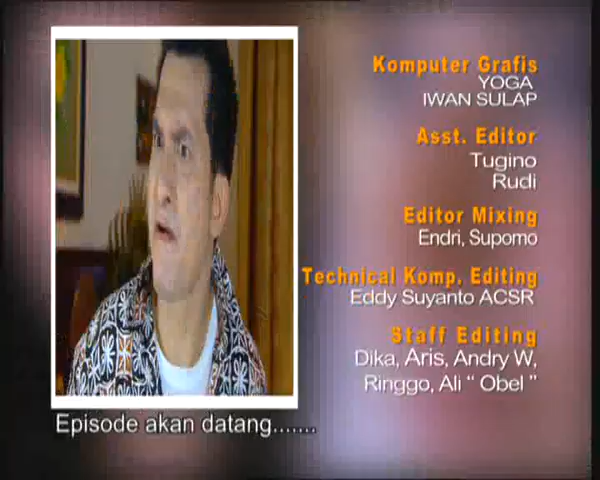 Komputer Grafis
YOGA
IWAN SULAP
Asst. Editor
Tugino
Rudi
Editor Mixing
Endri, Supomo
Technical Komp. Editing
Eddy Suyanto ACSR
Staff Editing
Dika, Aris, Andry W,
Ringgo, Ali “ Obel ”
Episode akan datang.......